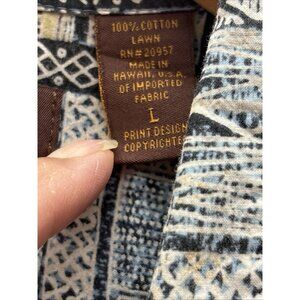 100% COTTON
LAWN
RN#20957
MADE IN
HAWAII, U.S.A.
OF IMPORTED
FABRIC
L
PRINT DESIGN
COPYRIGHTED